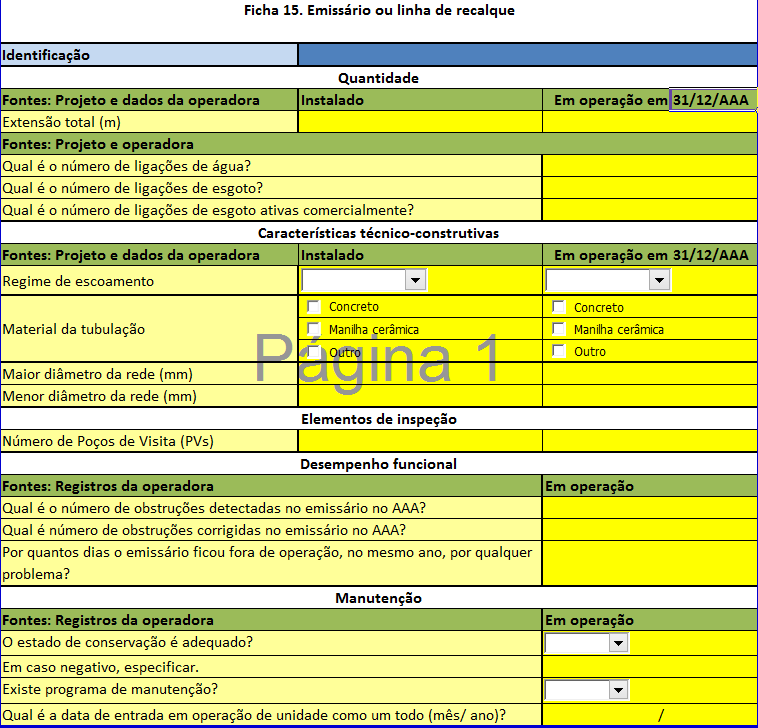 Ficha 15. Emissário ou linha de recalque
Identificação
Quantidade
Fontes: Projeto e dados da operadora Instalado Em operação em 31/12/AAA
Extensão total (m)
Fontes: Projeto e operadora
Qual é o número de ligações de água?
Qual é o número de ligações de esgoto?
Qual é o número de ligações de esgoto ativas comercialmente?
Características técnico-construtivas
Fontes: Projeto e dados da operadora Instalado Em operação em 31/12/AAA
Regime de escoamento
Material da tubulação
Concreto Concreto
Manilha cerâmica Manilha cerâmica
Outro Outro
Página 1
Maior diâmetro da rede (mm)
Menor diâmetro da rede (mm)
Elementos de inspeção
Número de Poços de Visita (PVs)
Desempenho funcional
Fontes: Registros da operadora Em operação
Qual é o número de obstruções detectadas no emissário no AAA?
Qual é número de obstruções corrigidas no emissário no AAA?
Por quantos dias o emissário ficou fora de operação, no mesmo ano, por qualquer
problema?
Manutenção
Fontes: Registros da operadora Em operação
O estado de conservação é adequado?
Em caso negativo, especificar.
Existe programa de manutenção?
Qual é a data de entrada em operação de unidade como um todo (mês/ ano)? /